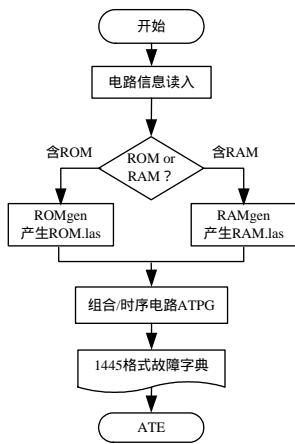 开始
电路信息读入
ROM or
RAM？
含ROM
含RAM
ROMgen
产生ROM.las
RAMgen
产生RAM.las
组合/时序电路ATPG
1445格式故障字典
ATE